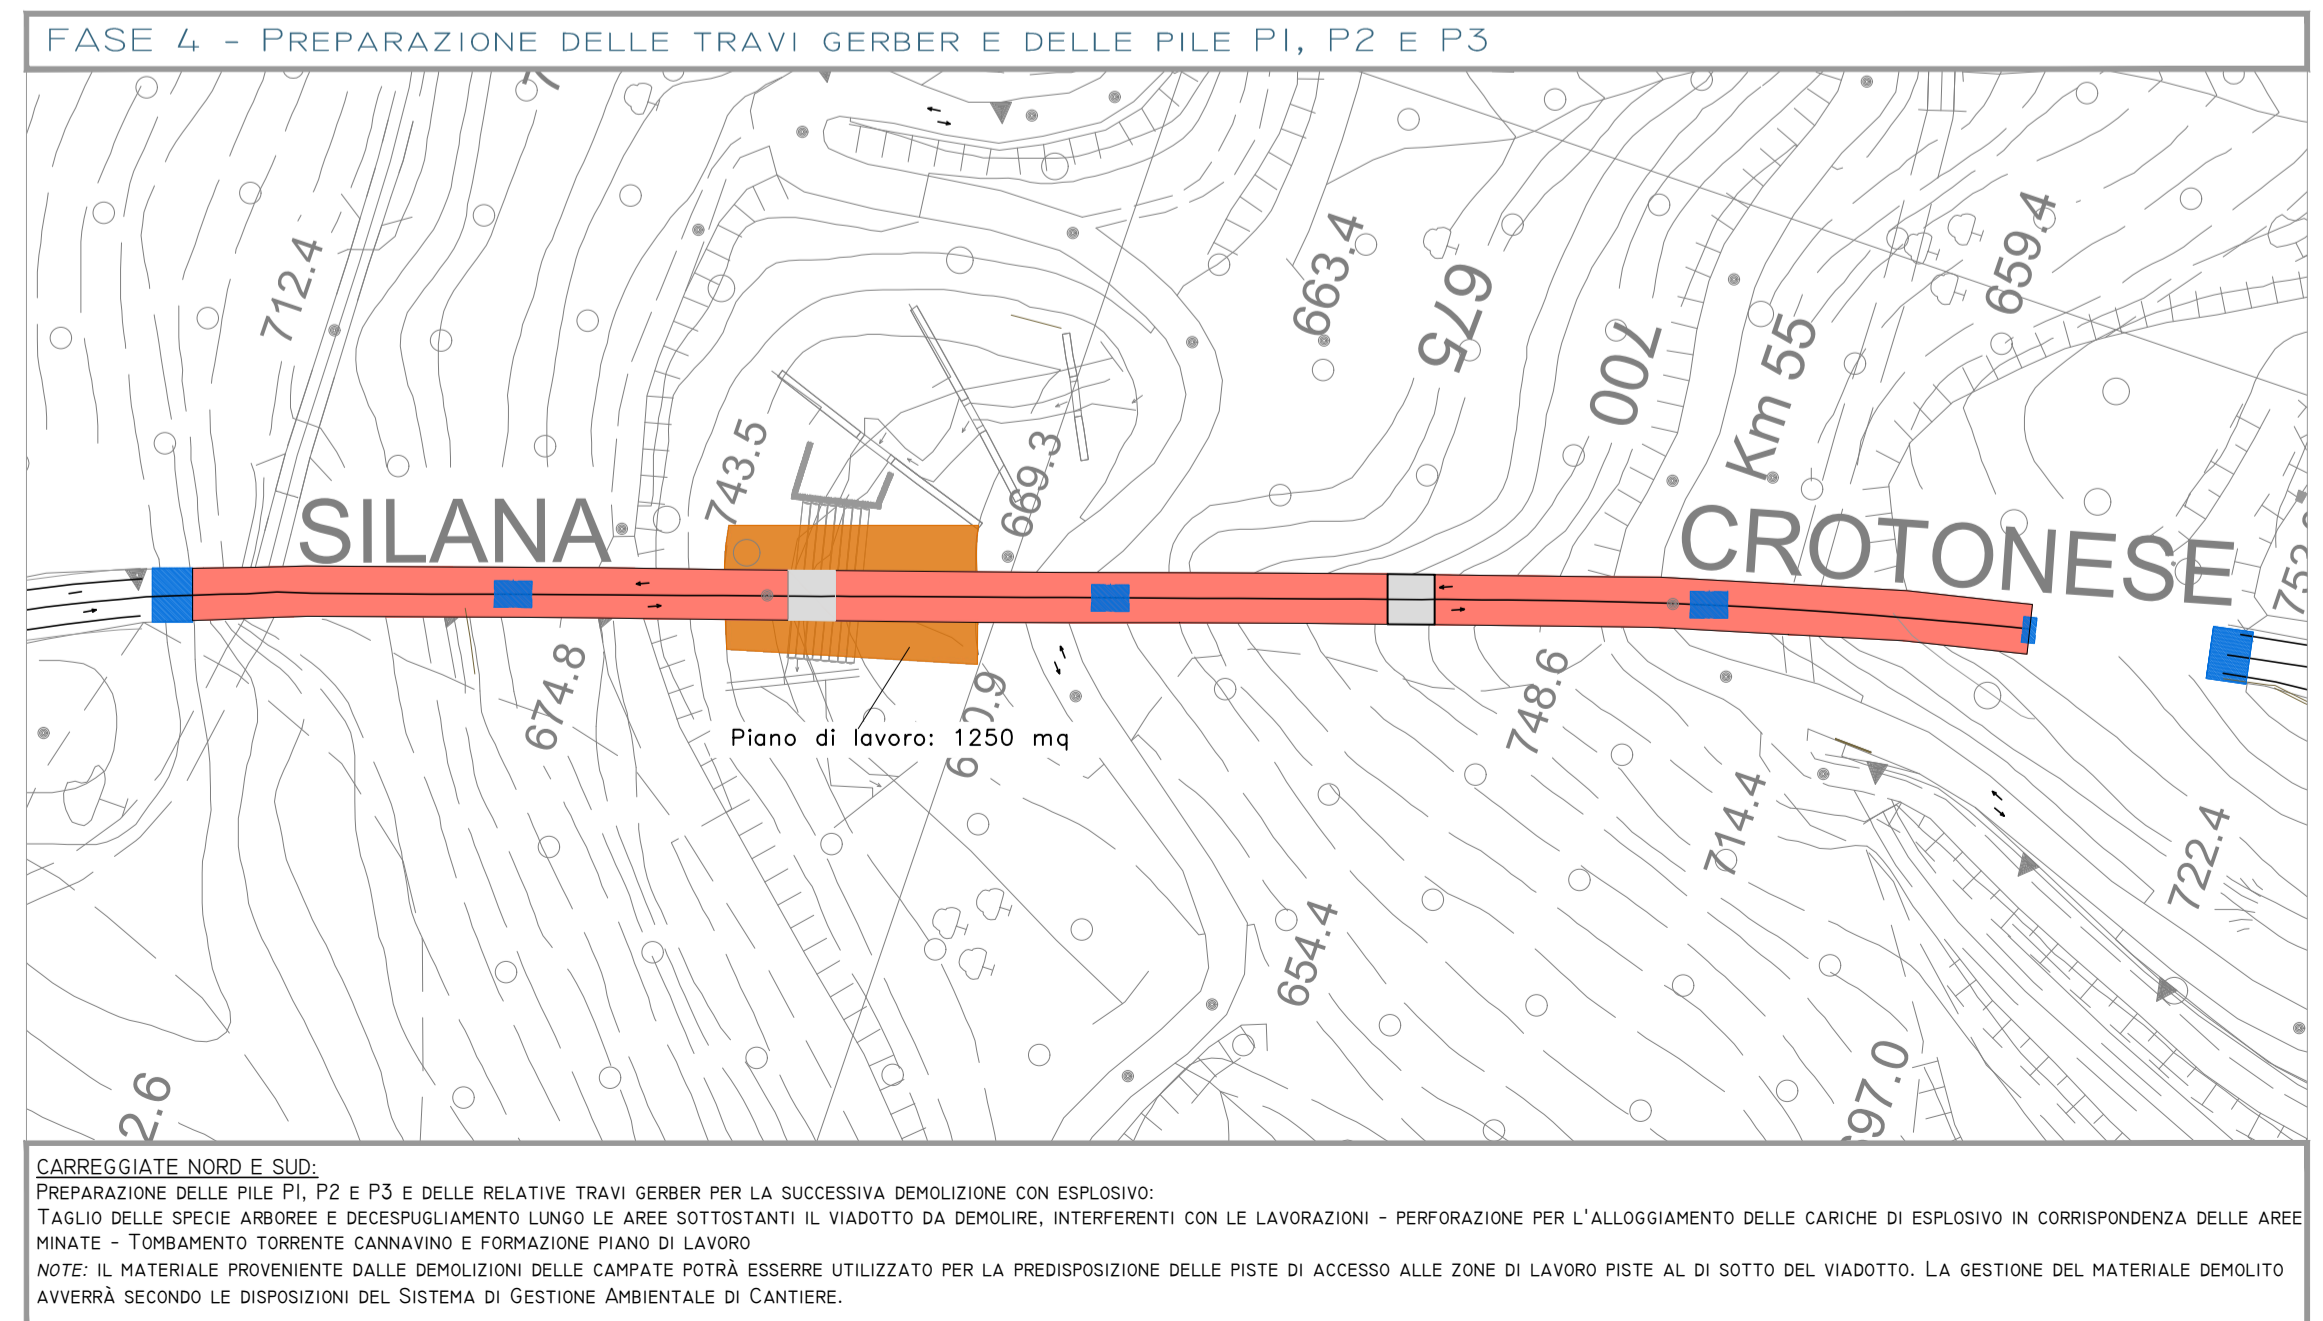 FASE 4 - PREPARAZIONE DELLE TRAVI GERBER E DELLE PILE P1, P2 E P3
712.4
663.4
675
659.4
700
Km 55
743.5
669.3
SILANA
CROTONESE
674.8
748.6
Piano di lavoro: 1250 mq
714.4
722.4
654.4
2.6
CARREGGIATE NORD E SUD:
PREPARAZIONE DELLE PILE P1, P2 E P3 E DELLE RELATIVE TRAVI GERBER PER LA SUCCESSIVA DEMOLIZIONE CON ESPLOSIVO:
TAGLIO DELLE SPECIE ARBOREE E DECESPUGLIAMENTO LUNGO LE AREE SOTTOSTANTI IL VIADOTTO DA DEMOLIRE, INTERFERENTI CON LE LAVORAZIONI - PERFORAZIONE PER L'ALLOGGIAMENTO DELLE CARICHE DI ESPLOSIVO IN CORRISPONDENZA DELLE AREE
MINATE - TOMBAMENTO TORRENTE CANNAVINO E FORMAZIONE PIANO DI LAVORO
NOTE: IL MATERIALE PROVENIENTE DALLE DEMOLIZIONI DELLE CAMPATE POTRÀ ESSERRE UTILIZZATO PER LA PREDISPOSIZIONE DELLE PISTE DI ACCESSO ALLE ZONE DI LAVORO PISTE AL DI SOTTO DEL VIADOTTO. LA GESTIONE DEL MATERIALE DEMOLITO
AVVERRÀ SECONDO LE DISPOSIZIONI DEL SISTEMA DI GESTIONE AMBIENTALE DI CANTIERE.